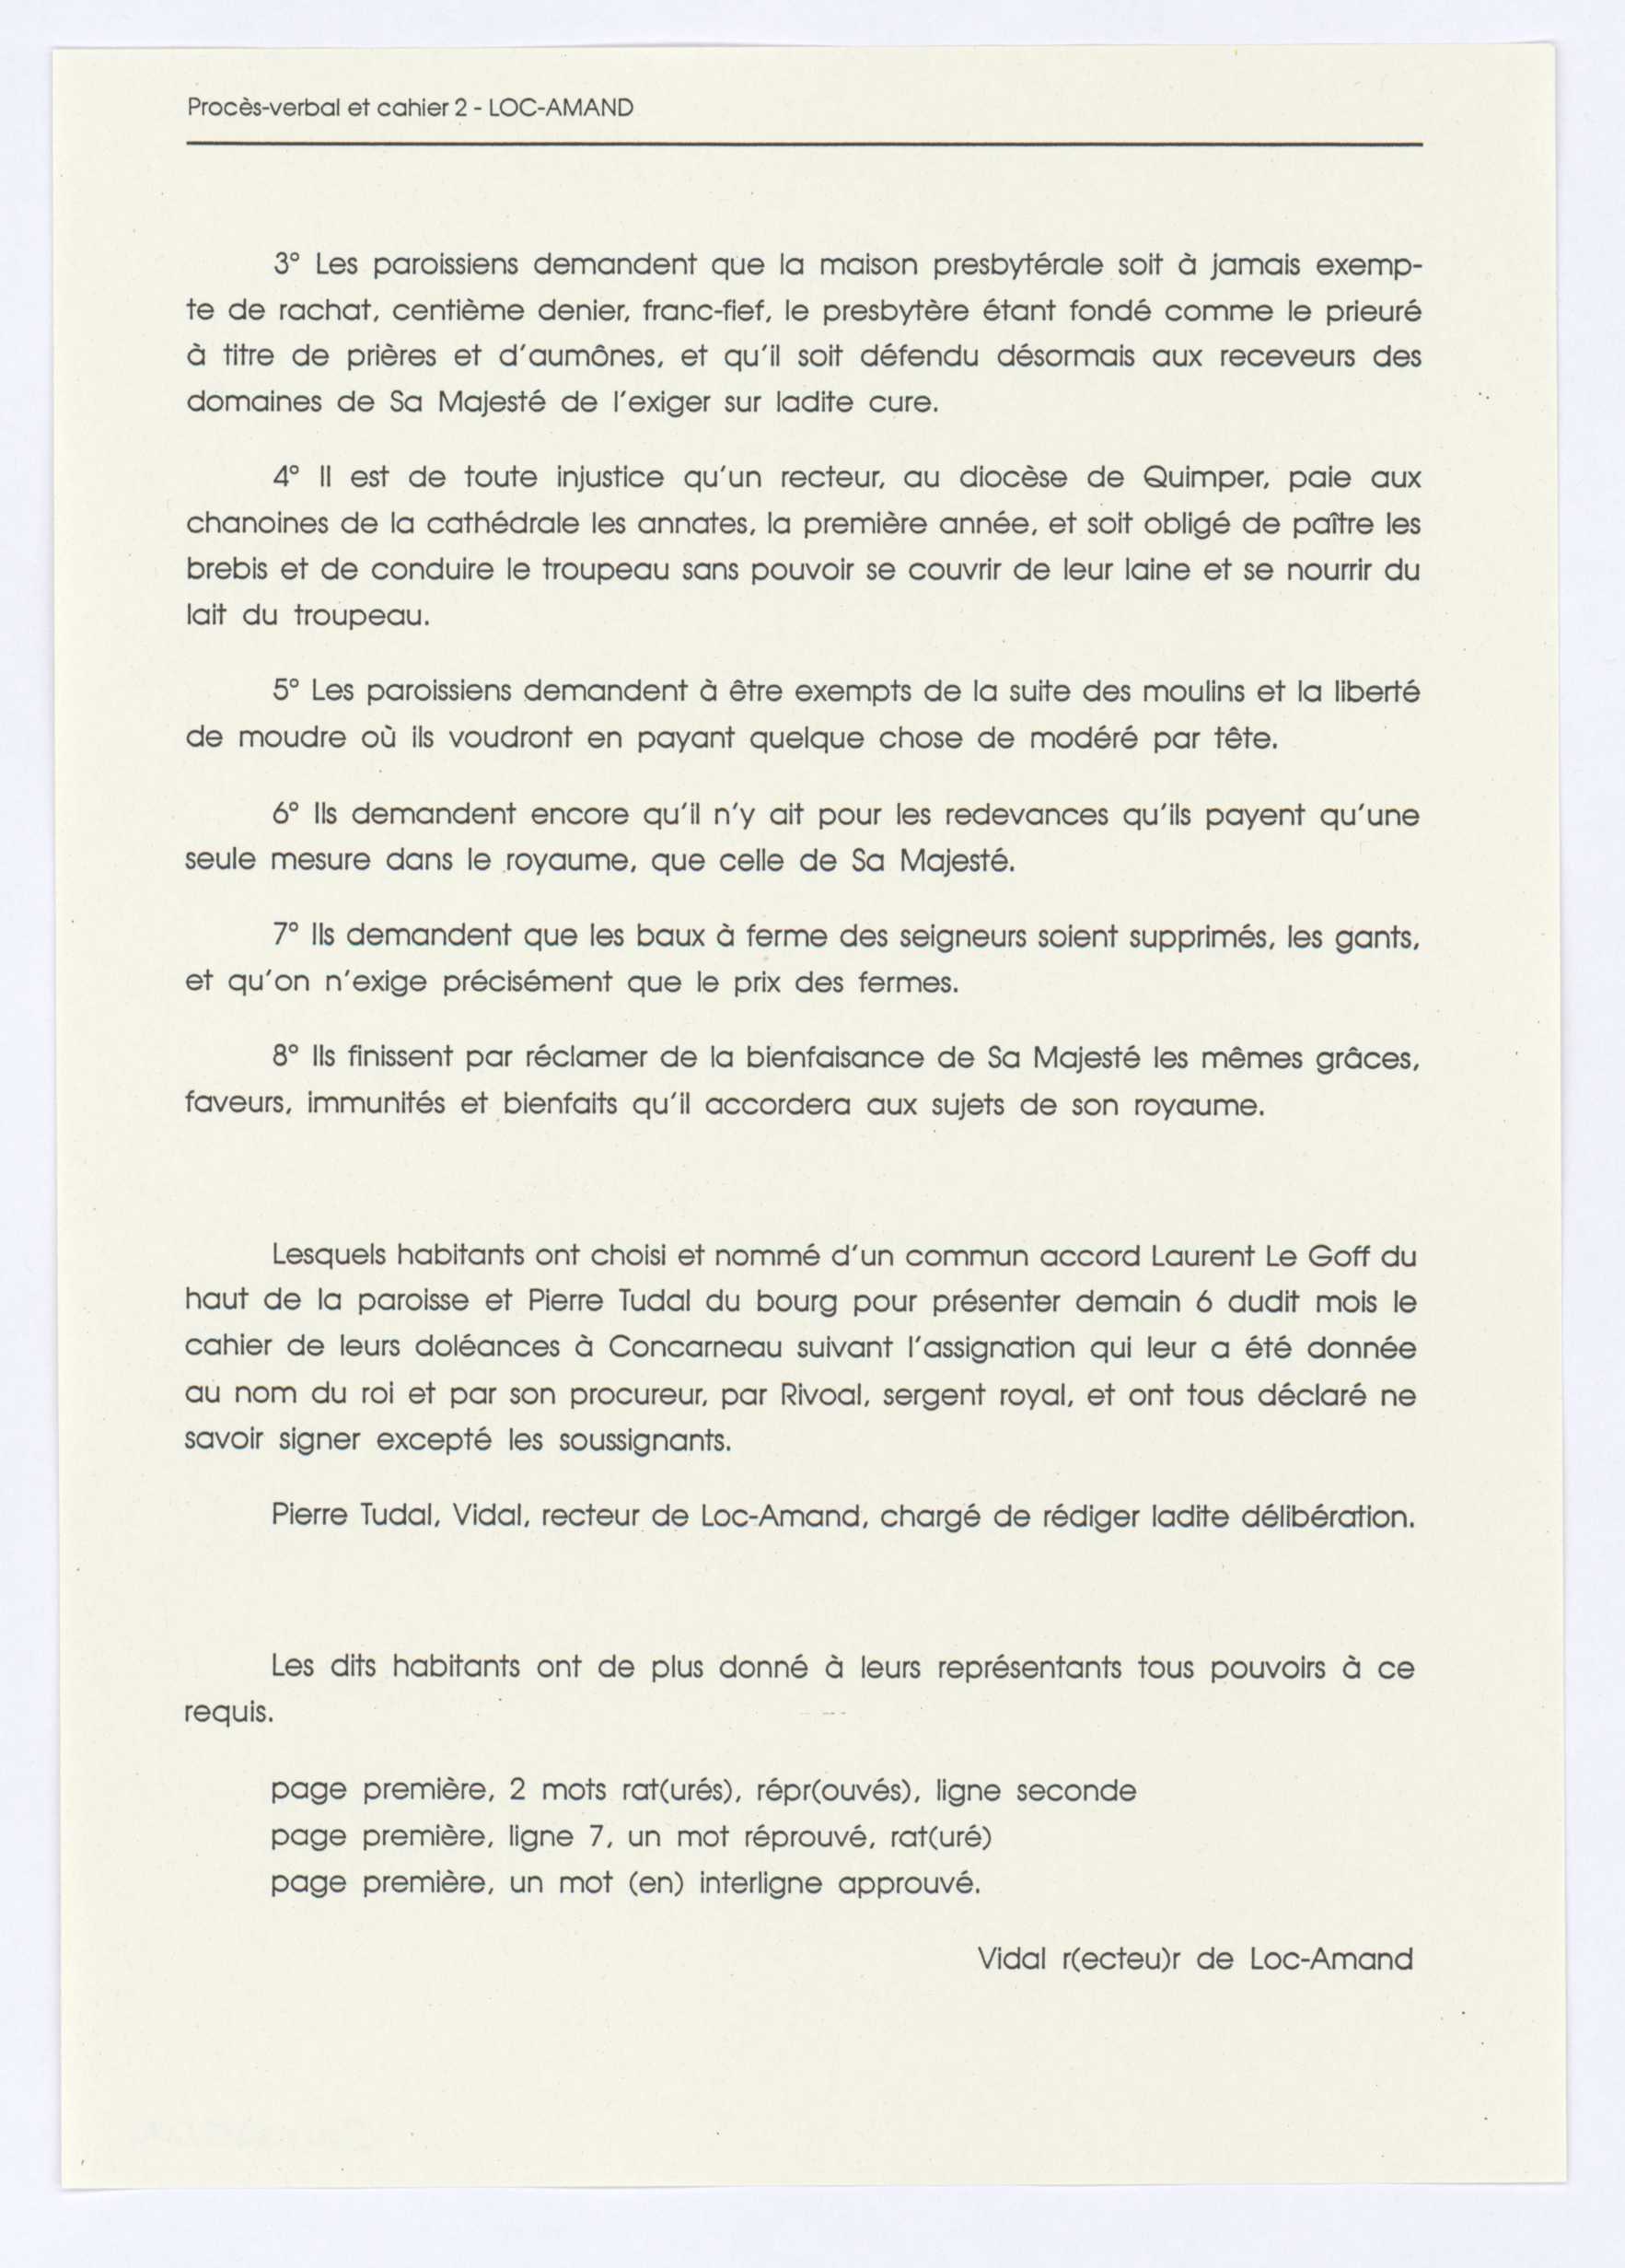 Procès-verbal et cahier 2 - LOC-AMAND
3° Les paroissiens demandent que la maison presbytérale soit à jamais exemp-
te de rachat, centième denier, franc-fief, le presbytère étant fondé comme le prieuré
à titre de prières et d'aumônes, et qu'il soit défendu désormais aux receveurs des
domaines de Sa Majesté de l'exiger sur ladite cure.
4° Il est de toute injustice qu'un recteur, au diocèse de Quimper, paie aux
chanoines de la cathédrale les annates, la première année, et soit obligé de paître les
brebis et de conduire le troupeau sans pouvoir se couvrir de leur laine et se nourrir du
lait du troupeau.
5° Les paroissiens demandent à être exempts de la suite des moulins et la liberté
de moudre où ils voudront en payant quelque chose de modéré par tête.
6° Ils demandent encore qu'il n'y ait pour les redevances qu'ils payent qu'une
seule mesure dans le royaume, que celle de Sa Majesté.
7° Ils demandent que les baux à ferme des seigneurs soient supprimés, les gants,
et qu'on n'exige précisément que le prix des fermes.
8° Ils finissent par réclamer de la bienfaisance de Sa Majesté les mêmes grâces,
faveurs, immunités et bienfaits qu'il accordera aux sujets de son royaume.
Lesquels habitants ont choisi et nommé d'un commun accord Laurent Le Goff du
haut de la paroisse et Pierre Tudal du bourg pour présenter demain 6 dudit mois le
cahier de leurs doléances à Concarneau suivant l'assignation qui leur a été donnée
au nom du roi et par son procureur, par Rivoal, sergent royal, et ont tous déclaré ne
savoir signer excepté les soussignants.
Pierre Tudal, Vidal, recteur de Loc-Amand, chargé de rédiger ladite délibération.
Les dits habitants ont de plus donné à leurs représentants tous pouvoirs à ce
requis.
page première, 2 mots rat(urés), répr(ouvés), ligne seconde
page première, ligne 7, un mot réprouvé, rat(uré)
page première, un mot (en) interligne approuvé.
Vidal r(ecteu)r de Loc-Amand